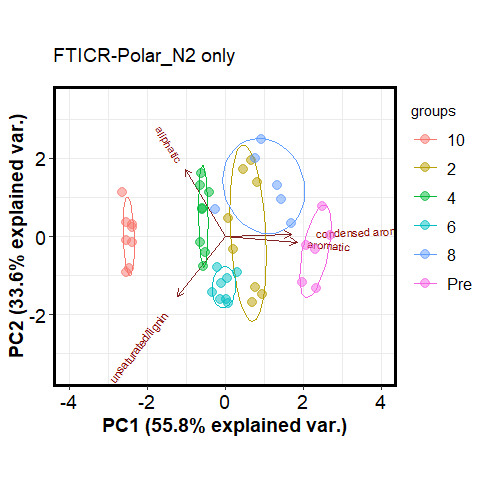 FTICR-Polar_N2 only
PC2 (33.6% explained var.)
2
0
-2
aliphatic
condensed arom
aromatic
unsaturated/lignin
-4
-2
0
2
4
PC1 (55.8% explained var.)
groups
10
2
4
6
8
Pre